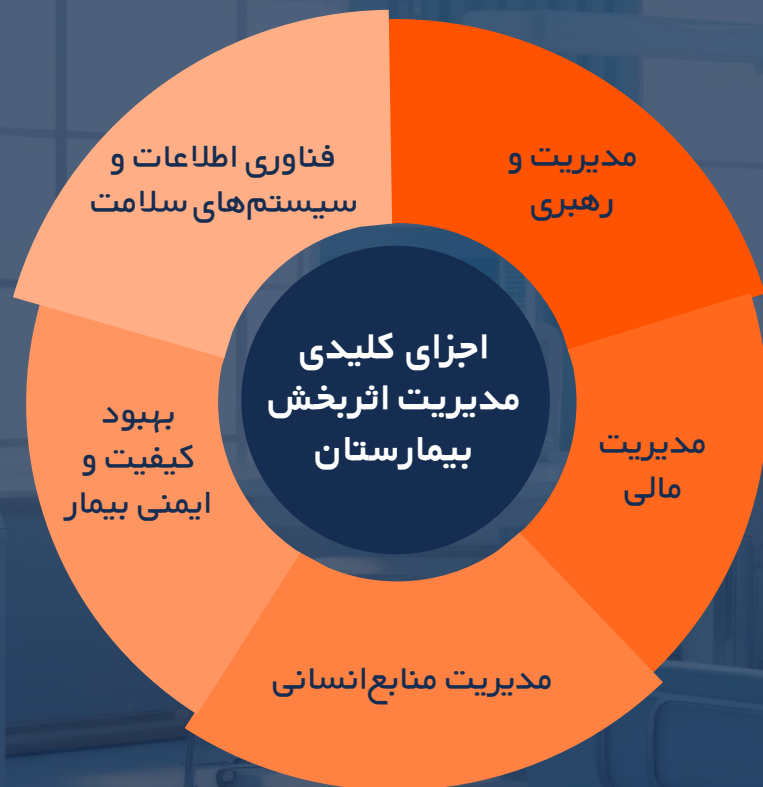 اجزای کلیدی
مدیریت اثربخش
بیمارستان
مدیریت و
رهبری
مدیریت
مالی
مدیریت منابع‌انسانی
بهبود
کیفیت و
ایمنی بیمار
فناوری اطلاعات و
سیستم‌های سلامت